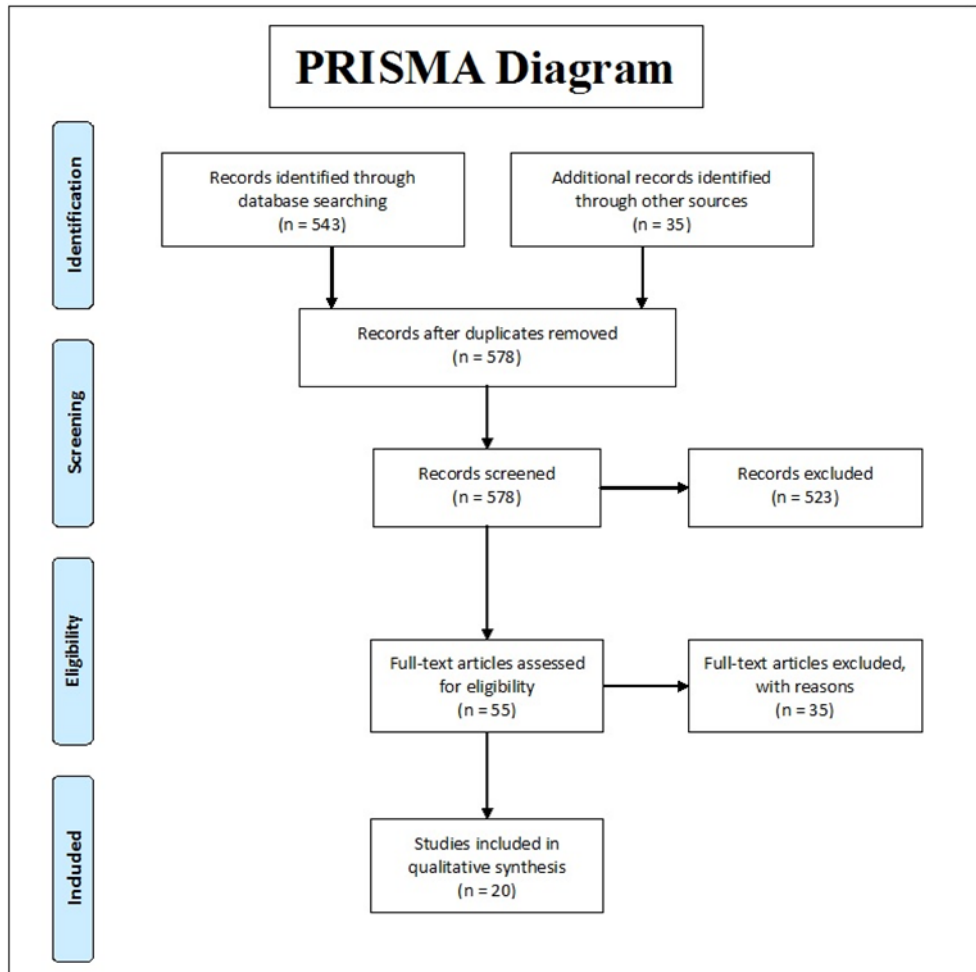 PRISMA Diagram
Identification
Records identified through
database searching
(n = 543)
Additional records identified
through other sources
(n = 35)
Records after duplicates removed
(n = 578)
Screening
Records screened
(n = 578)
Records excluded
(n = 523)
Eligibility
Full-text articles assessed
for eligibility
(n = 55)
Full-text articles excluded,
with reasons
(n = 35)
Included
Studies included in
qualitative synthesis
(n = 20)